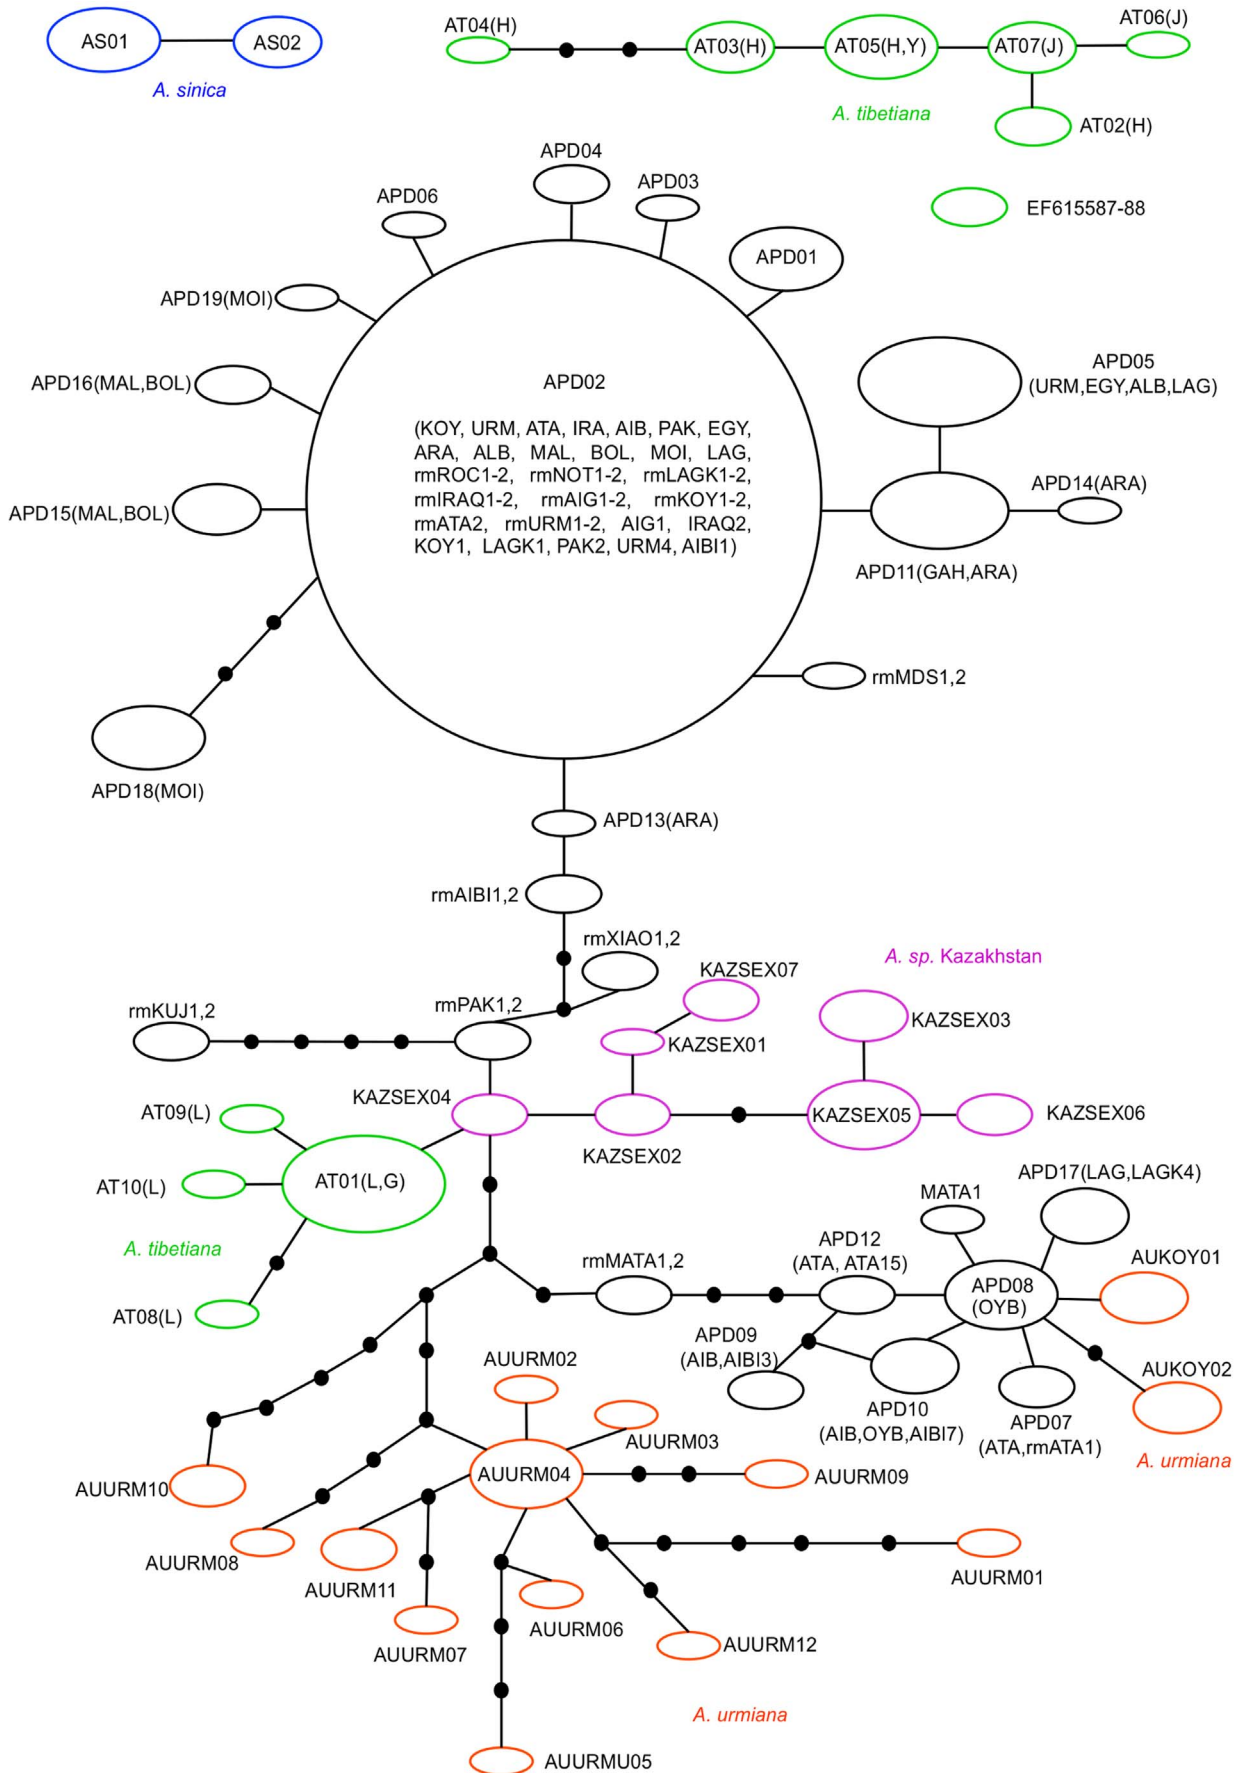 AS01
AS02
A. sinica
AT04(H)
AT03(H)
AT05(H,Y)
AT07(J)
AT06(J)
A. tibetiana
AT02(H)
EF615587-88
APD04
APD03
APD06
APD01
APD19(MOI)
APD16(MAL,BOL)
APD15(MAL,BOL)
APD02
(KOY, URM, ATA, IRA, AIB, PAK, EGY,
ARA, ALB, MAL, BOL, MOI, LAG,
rmROC1-2, rmNOT1-2, rmLAGK1-2,
rmIRAQ1-2, rmAIG1-2, rmKOY1-2,
rmATA2, rmURM1-2, AIG1, IRAQ2,
KOY1, LAGK1, PAK2, URM4, AIBI1)
APD05
(URM,EGY,ALB,LAG)
APD14(ARA)
APD11(GAH,ARA)
rmMDS1,2
APD18(MOI)
APD13(ARA)
rmAIBI1,2
rmXIAO1,2
A. sp. Kazakhstan
KAZSEX07
rmKUJ1,2
rmPAK1,2
KAZSEX03
KAZSEX01
KAZSEX04
AT09(L)
KAZSEX05
KAZSEX06
KAZSEX02
AT01(L,G)
AT10(L)
A. tibetiana
AT08(L)
APD17(LAG,LAGK4)
MATA1
rmMATA1,2
APD12
(ATA, ATA15)
APD08
(OYB)
AUKOY01
APD09
(AIB,AIBI3)
AUKOY02
APD10
(AIB,OYB,AIBI7)
APD07
(ATA,rmATA1)
A. urmiana
AUURM02
AUURM03
AUURM04
AUURM09
AUURM10
AUURM08
AUURM11
AUURM01
AUURM06
AUURM12
AUURM07
A. urmiana
AUURMU05